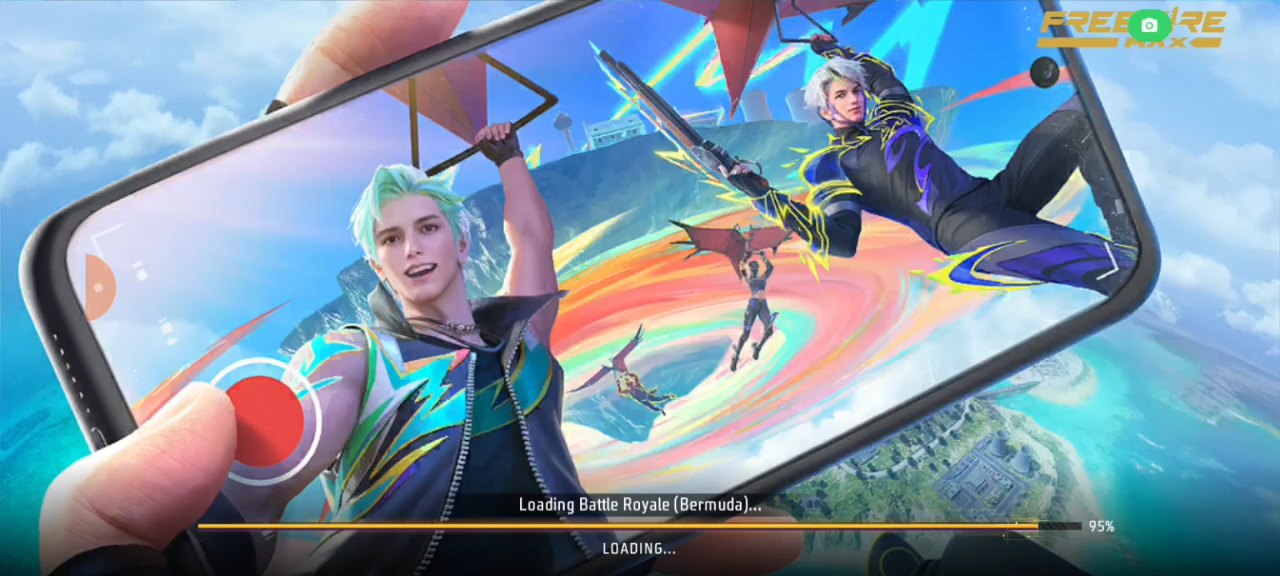 FREE FIRE
MAX
Loading Battle Royale (Bermuda)...
95%
LOADING...